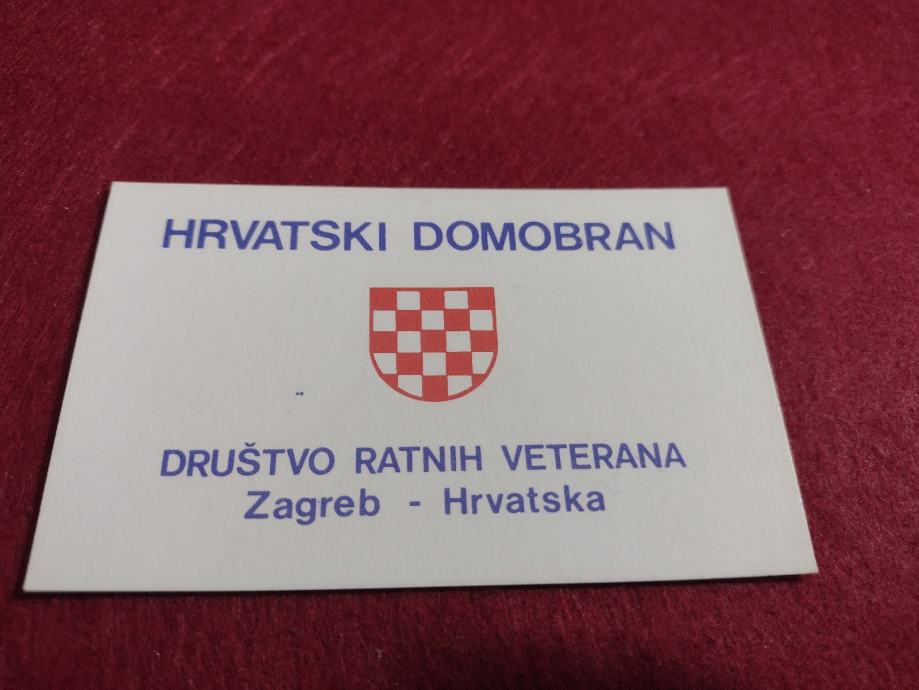 HRVATSKI DOMOBRAN
DRUŠTVO RATNIH VETERANA
Zagreb - Hrvatska